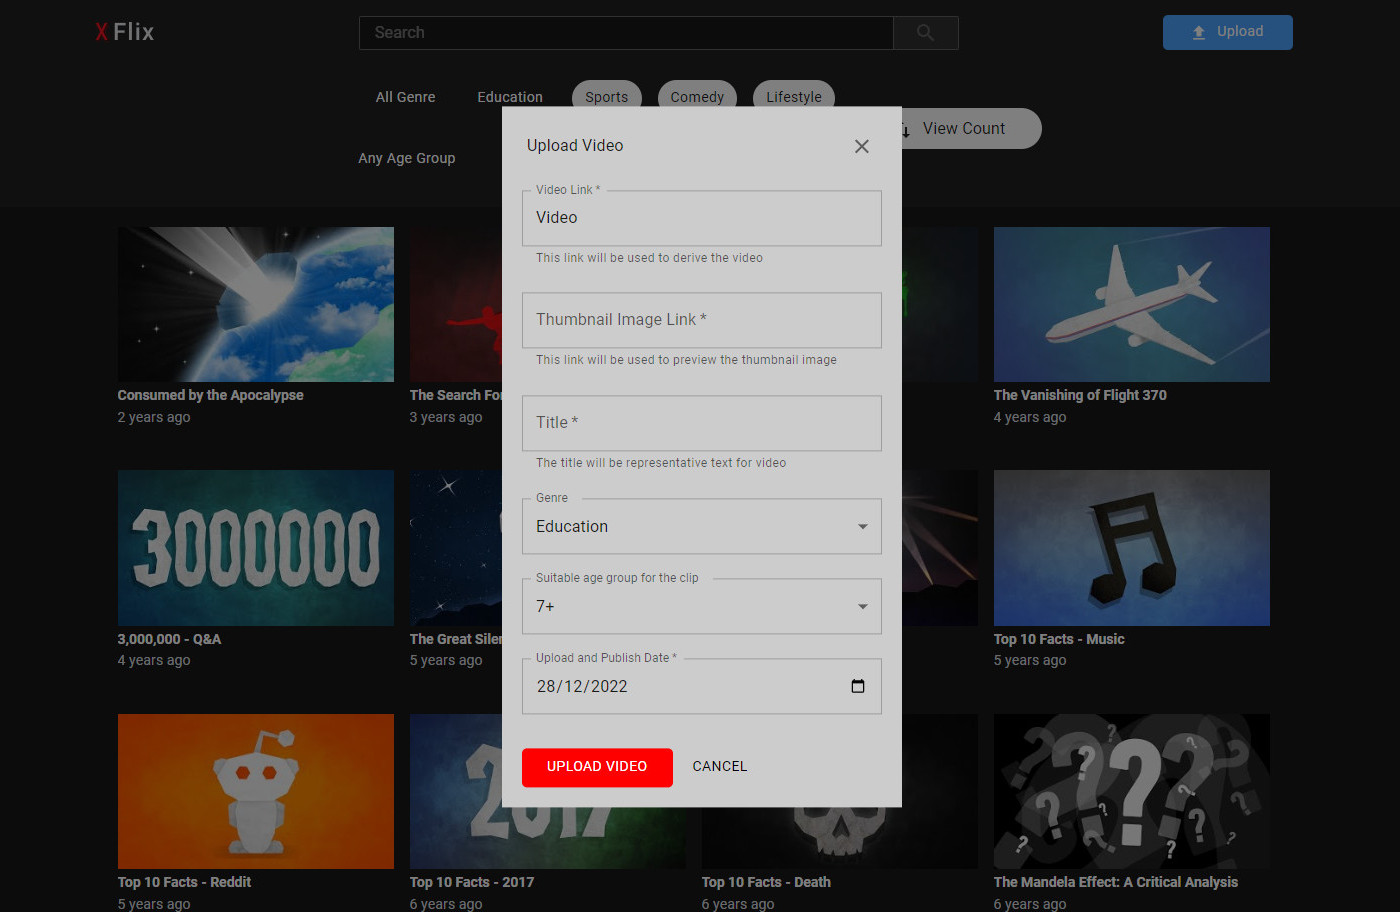 X Flix
Search
Upload
All Genre
Education
Sports
Comedy
Lifestyle
View Count
Any Age Group
Upload Video
Video Link *
Video
This link will be used to derive the video
Thumbnail Image Link *
This link will be used to preview the thumbnail image
Title *
The title will be representative text for video
Genre
Education
Suitable age group for the clip
7+
Upload and Publish Date *
28/12/2022
UPLOAD VIDEO
CANCEL
Consumed by the Apocalypse
2 years ago
The Search For
3 years ago
The Vanishing of Flight 370
4 years ago
3000000
3,000,000 - Q&A
4 years ago
The Great Siler
5 years ago
Top 10 Facts - Music
5 years ago
Top 10 Facts - Reddit
5 years ago
2017
Top 10 Facts - 2017
6 years ago
Top 10 Facts - Death
6 years ago
???
The Mandela Effect: A Critical Analysis
6 years ago